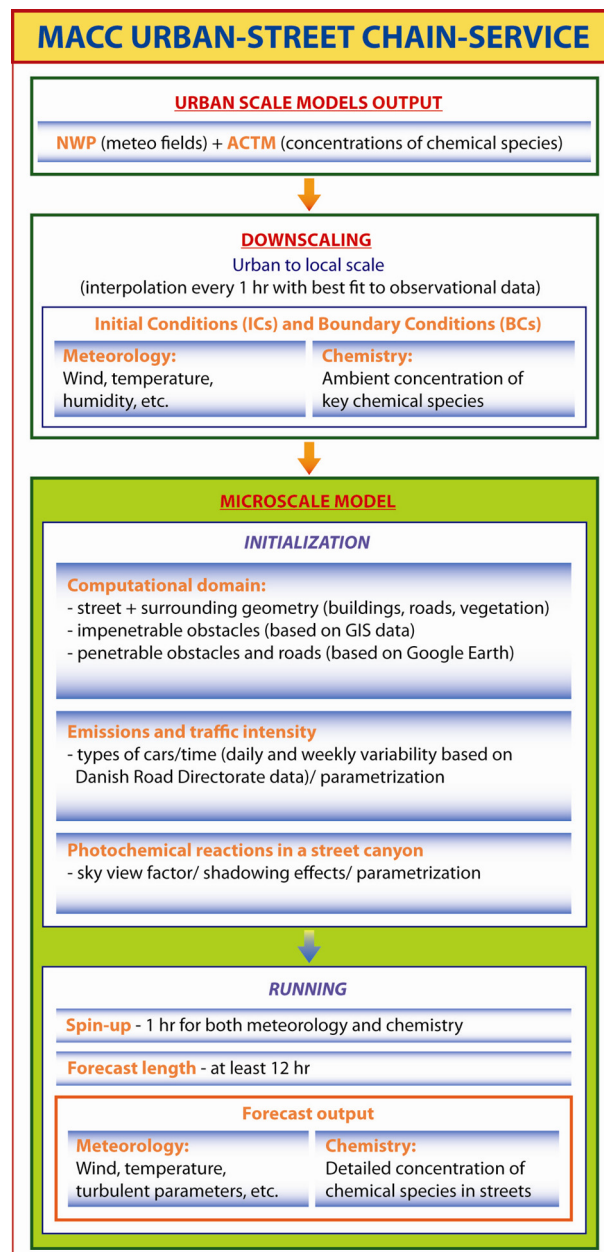 MACC URBAN-STREET CHAIN-SERVICE
URBAN SCALE MODELS OUTPUT
NWP (meteo fields) + ACTM (concentrations of chemical species)
DOWNSCALING
Urban to local scale
(interpolation every 1 hr with best fit to observational data)
Initial Conditions (ICs) and Boundary Conditions (BCs)
Meteorology:
Wind, temperature,
humidity, etc.
Chemistry:
Ambient concentration of
key chemical species
MICROSCALE MODEL
INITIALIZATION
Computational domain:
- street + surrounding geometry (buildings, roads, vegetation)
- impenetrable obstacles (based on GIS data)
- penetrable obstacles and roads (based on Google Earth)
Emissions and traffic intensity
- types of cars/time (daily and weekly variability based on
Danish Road Directorate data)/ parametrization
Photochemical reactions in a street canyon
- sky view factor/ shadowing effects/ parametrization
RUNNING
Spin-up - 1 hr for both meteorology and chemistry
Forecast length - at least 12 hr
Forecast output
Meteorology:
Wind, temperature,
turbulent parameters, etc.
Chemistry:
Detailed concentration of
chemical species in streets